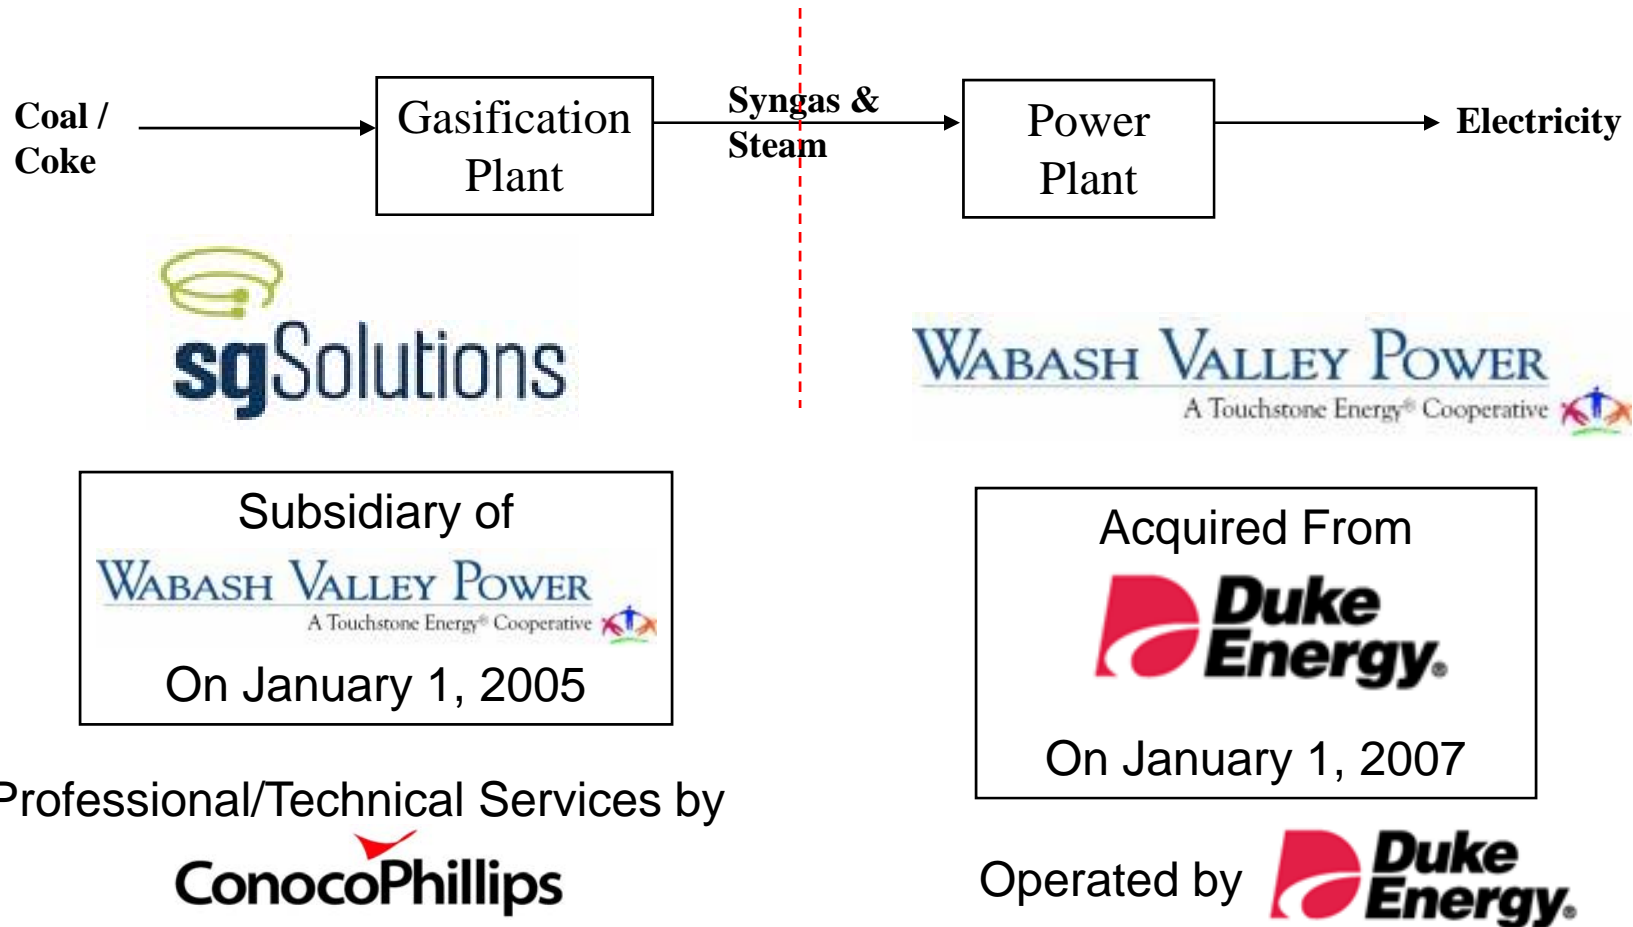 Coal /
Coke
Gasification
Plant
Syngas &
Steam
Power
Plant
Electricity
sgSolutions
WABASH VALLEY POWER
A Touchstone Energy® Cooperative
Subsidiary of
WABASH VALLEY POWER
A Touchstone Energy® Cooperative
On January 1, 2005
Professional/Technical Services by
ConocoPhillips
Acquired From
Duke
Energy®
On January 1, 2007
Operated by
Duke
Energy®